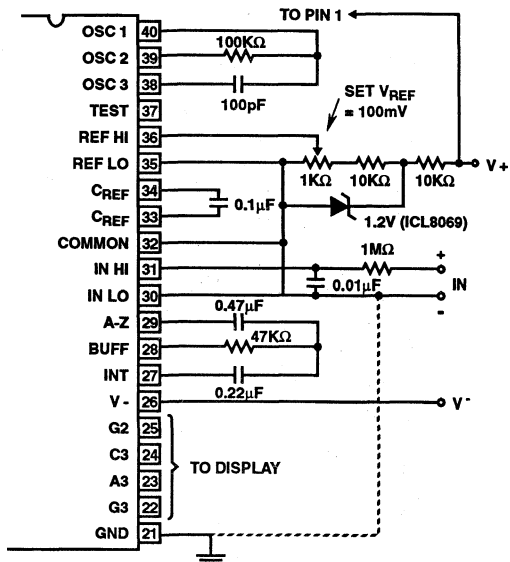 TO PIN 1
OSC 1 40
100KΩ
OSC 2 39
OSC 3 38
100pF
TEST 37
SET VREF
= 100mV
REF HI 36
REF LO 35
V+
1KΩ 10KΩ 10KΩ
CREF 34
0.1μF
1.2V (ICL8069)
CREF 33
COMMON 32
1MΩ
+
IN HI 31
0.01μF
IN
IN LO 30
-
0.47μF
A-Z 29
47KΩ
BUFF 28
INT 27
0.22μF
V - 26
V-
G2 25
C3 24
TO DISPLAY
A3 23
G3 22
GND 21